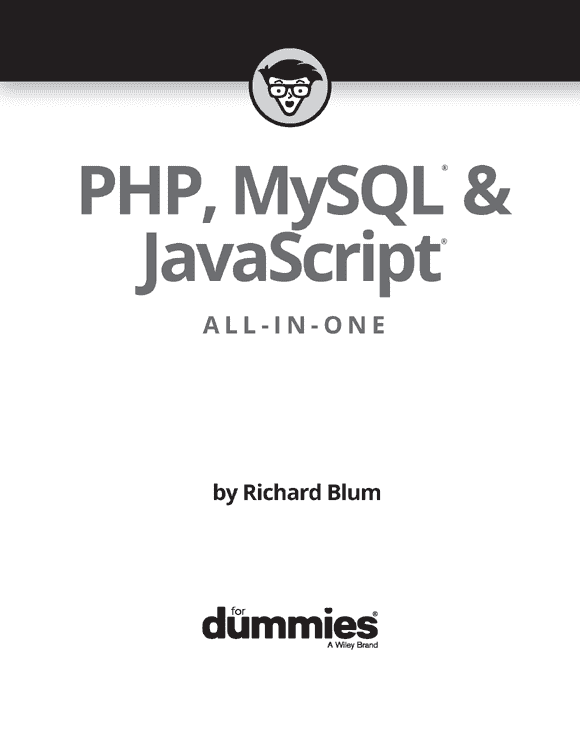 PHP, MySQL® &
JavaScript®
ALL-IN-ONE
by Richard Blum
for
dummies®
A Wiley Brand